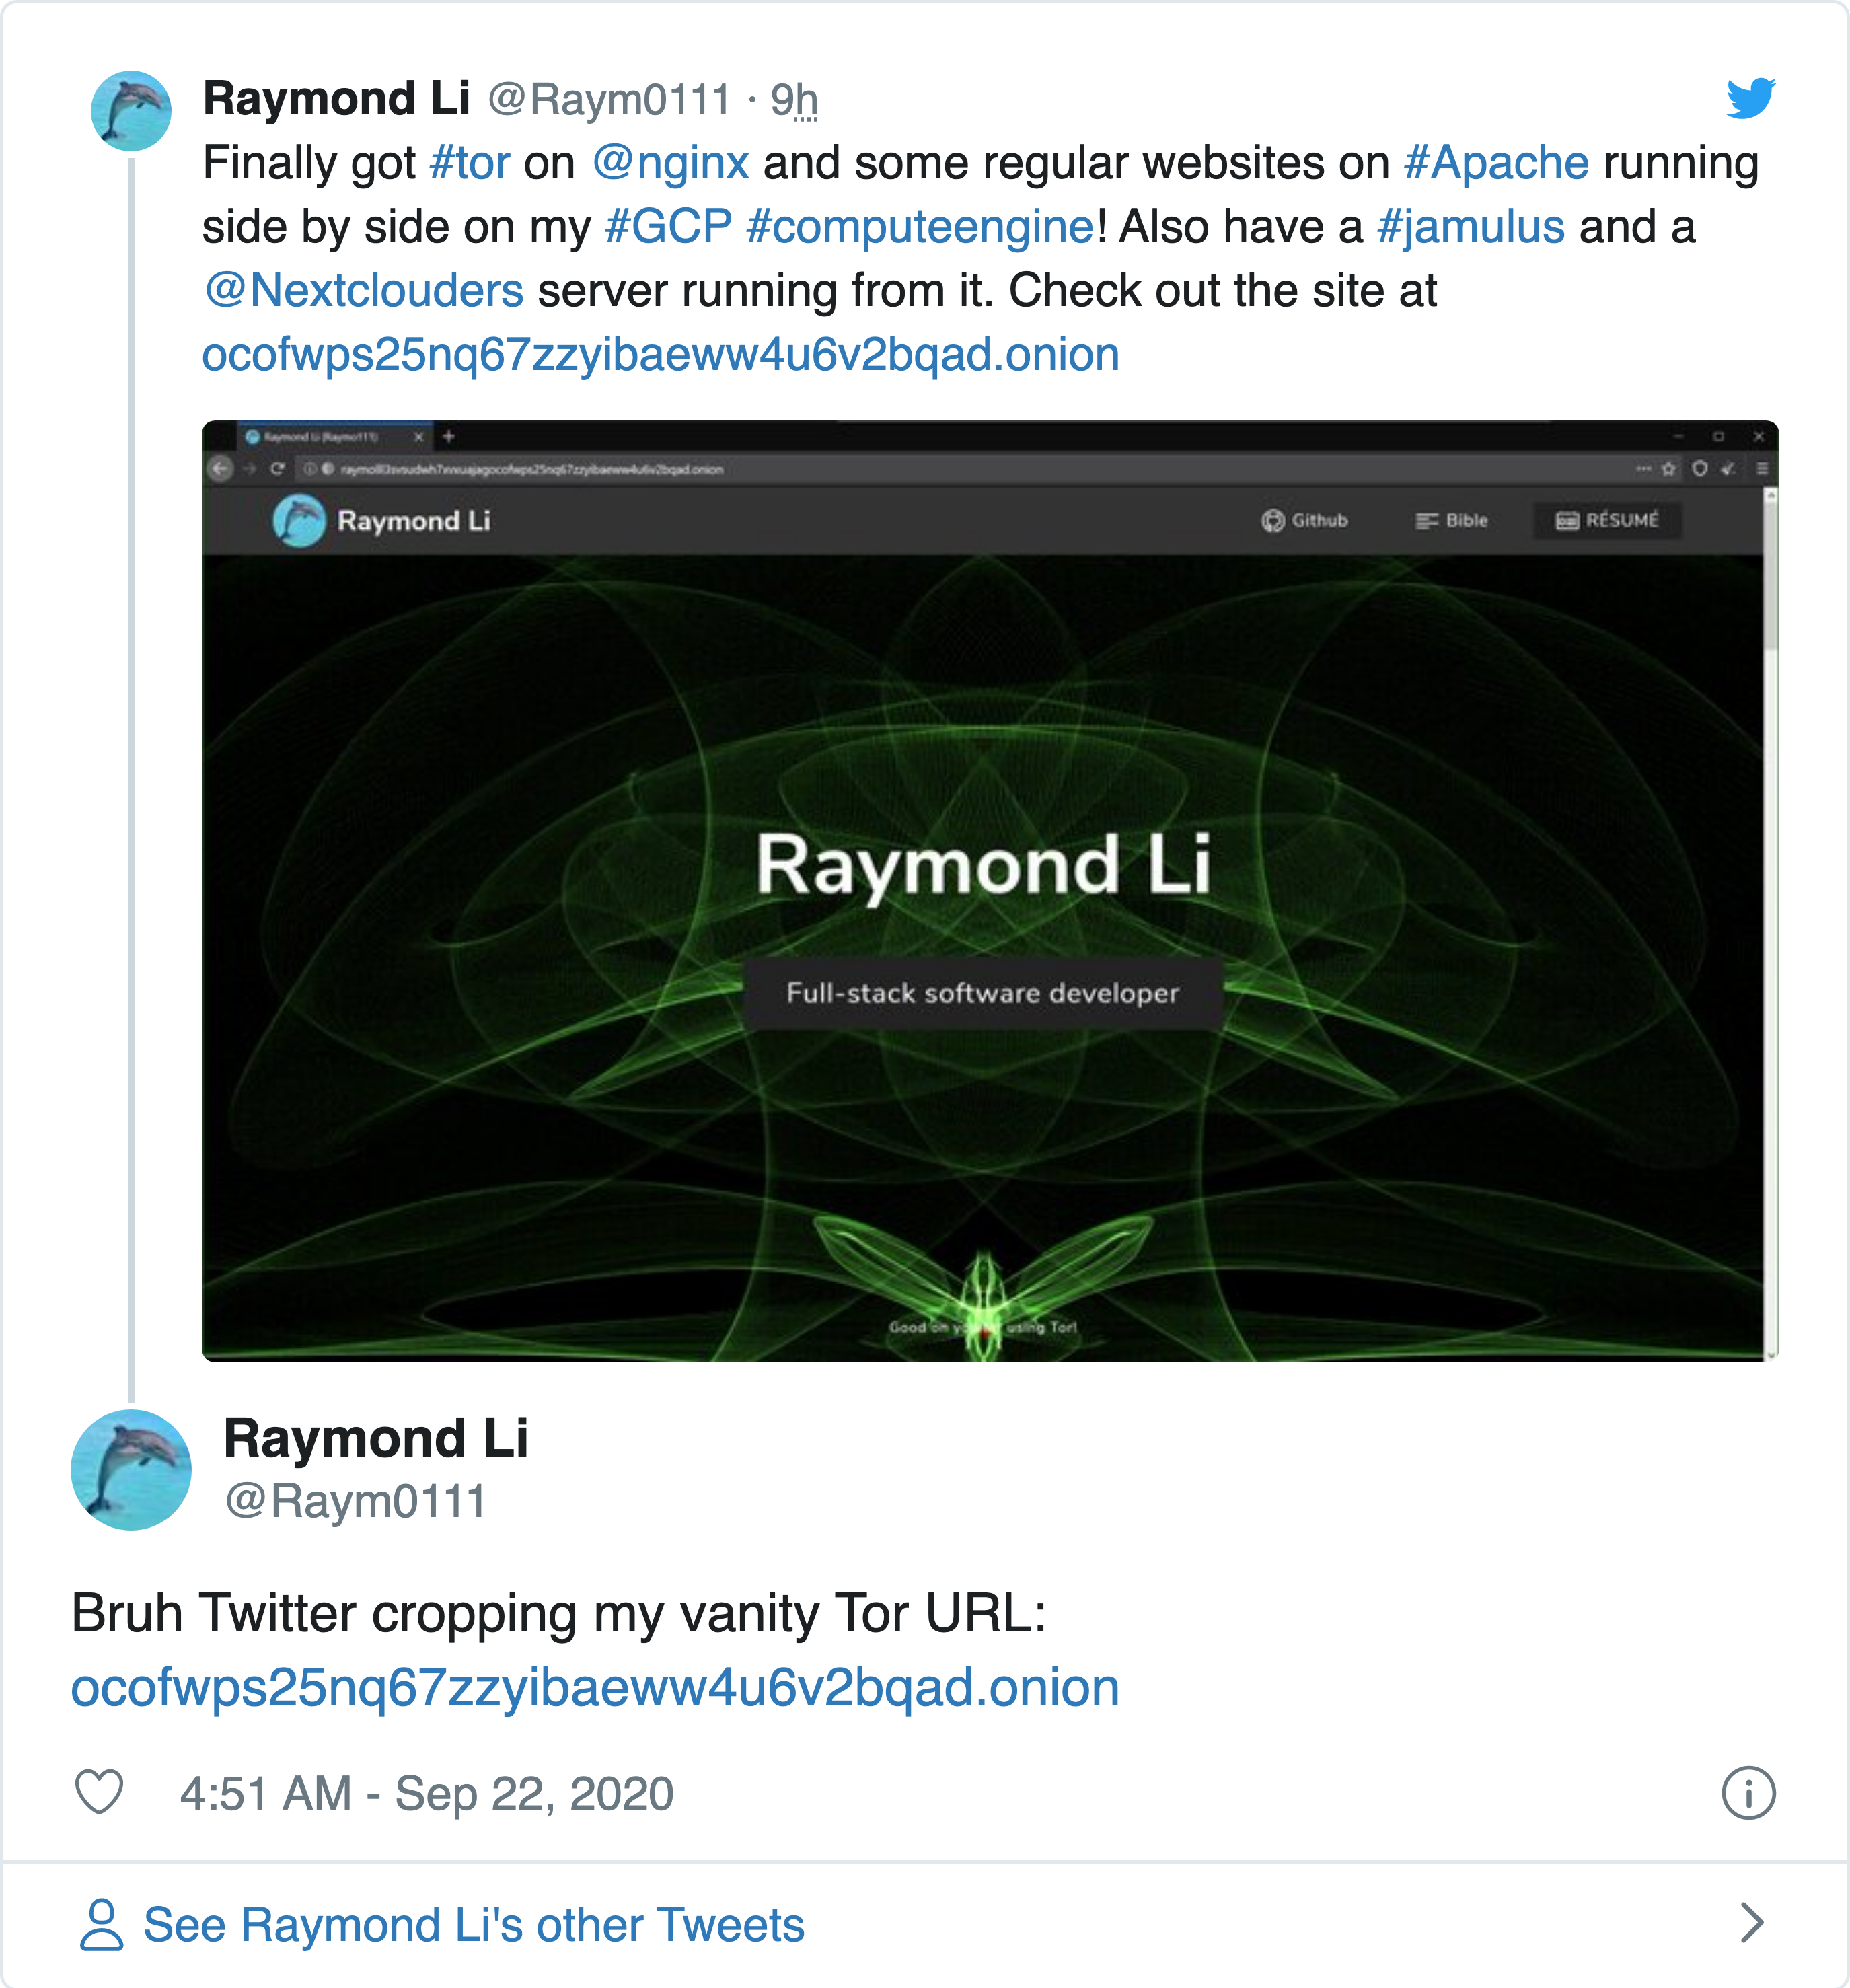 Raymond Li @Raym0111 · 9h
Finally got #tor on @nginx and some regular websites on #Apache running
side by side on my #GCP #computeengine! Also have a #jamulus and a
@Nextclouders server running from it. Check out the site at
ocofwps25nq67zzyibaeww4u6v2bqad.onion
Raymond Li (Raym0111)
Raymond Li
Github
Bible
RÉSUMÉ
Raymond Li
Full-stack software developer
Good on using Tor!
Raymond Li
@Raym0111
Bruh Twitter cropping my vanity Tor URL:
ocofwps25nq67zzyibaeww4u6v2bqad.onion
4:51 AM - Sep 22, 2020
See Raymond Li's other Tweets